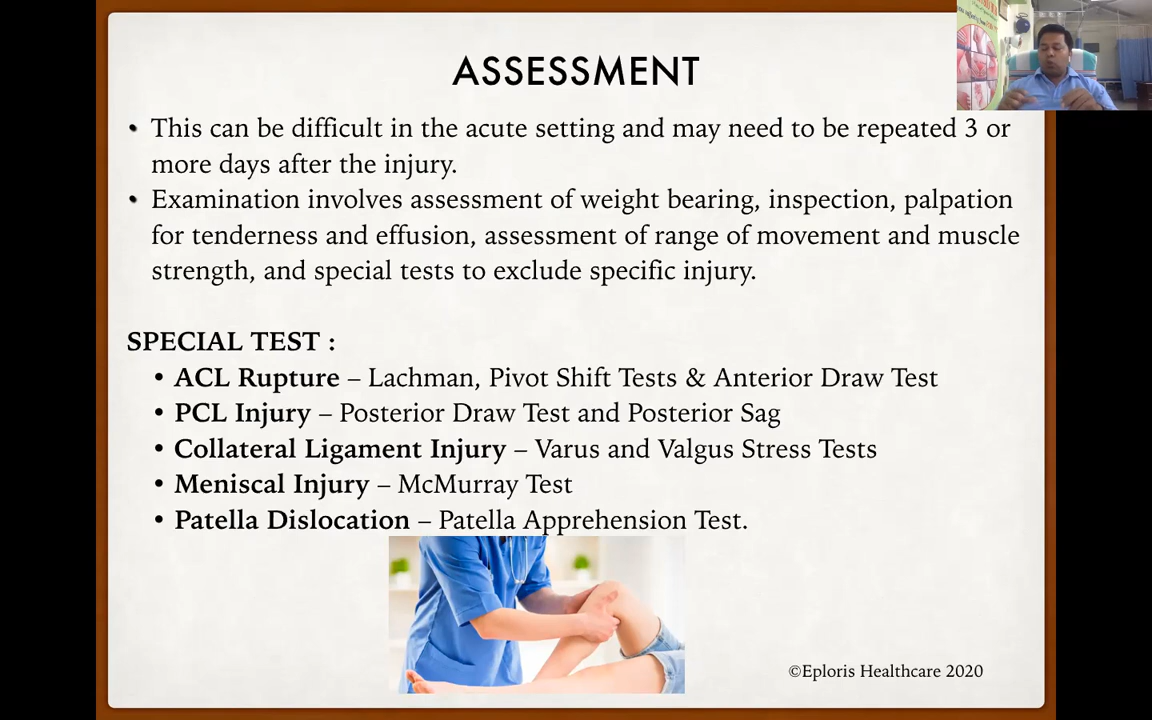 ASSESSMENT
• This can be difficult in the acute setting and may need to be repeated 3 or
more days after the injury.
• Examination involves assessment of weight bearing, inspection, palpation
for tenderness and effusion, assessment of range of movement and muscle
strength, and special tests to exclude specific injury.
SPECIAL TEST :
• ACL Rupture – Lachman, Pivot Shift Tests & Anterior Draw Test
• PCL Injury – Posterior Draw Test and Posterior Sag
• Collateral Ligament Injury – Varus and Valgus Stress Tests
• Meniscal Injury – McMurray Test
• Patella Dislocation – Patella Apprehension Test.
©Eploris Healthcare 2020